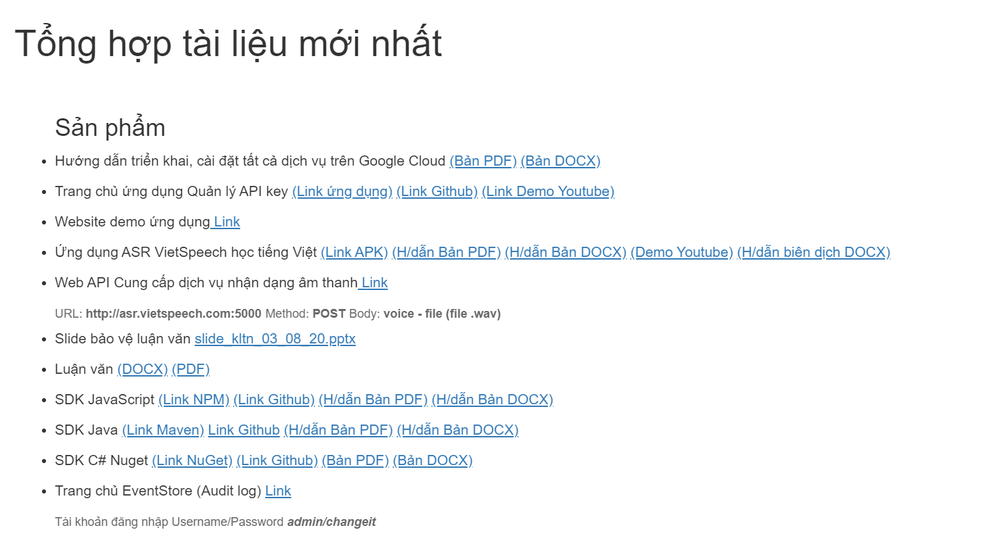 Tổng hợp tài liệu mới nhất
Sản phẩm
Hướng dẫn triển khai, cài đặt tất cả dịch vụ trên Google Cloud (Bản PDF) (Bản DOCX)
Trang chủ ứng dụng Quản lý API key (Link ứng dụng) (Link Github) (Link Demo Youtube)
Website demo ứng dụng Link
Ứng dụng ASR VietSpeech học tiếng Việt (Link APK) (H/dẫn Bản PDF) (H/dẫn Bản DOCX) (Demo Youtube) (H/dẫn biên dịch DOCX)
Web API Cung cấp dịch vụ nhận dạng âm thanh Link
URL: http://asr.vietspeech.com:5000 Method: POST Body: voice - file (file .wav)
Slide bảo vệ luận văn slide_kltn_03_08_20.pptx
Luận văn (DOCX) (PDF)
SDK JavaScript (Link NPM) (Link Github) (H/dẫn Bản PDF) (H/dẫn Bản DOCX)
SDK Java (Link Maven) Link Github (H/dẫn Bản PDF) (H/dẫn Bản DOCX)
SDK C# Nuget (Link NuGet) (Link Github) (Bản PDF) (Bản DOCX)
Trang chủ EventStore (Audit log) Link
Tài khoản đăng nhập Username/Password admin/changeit